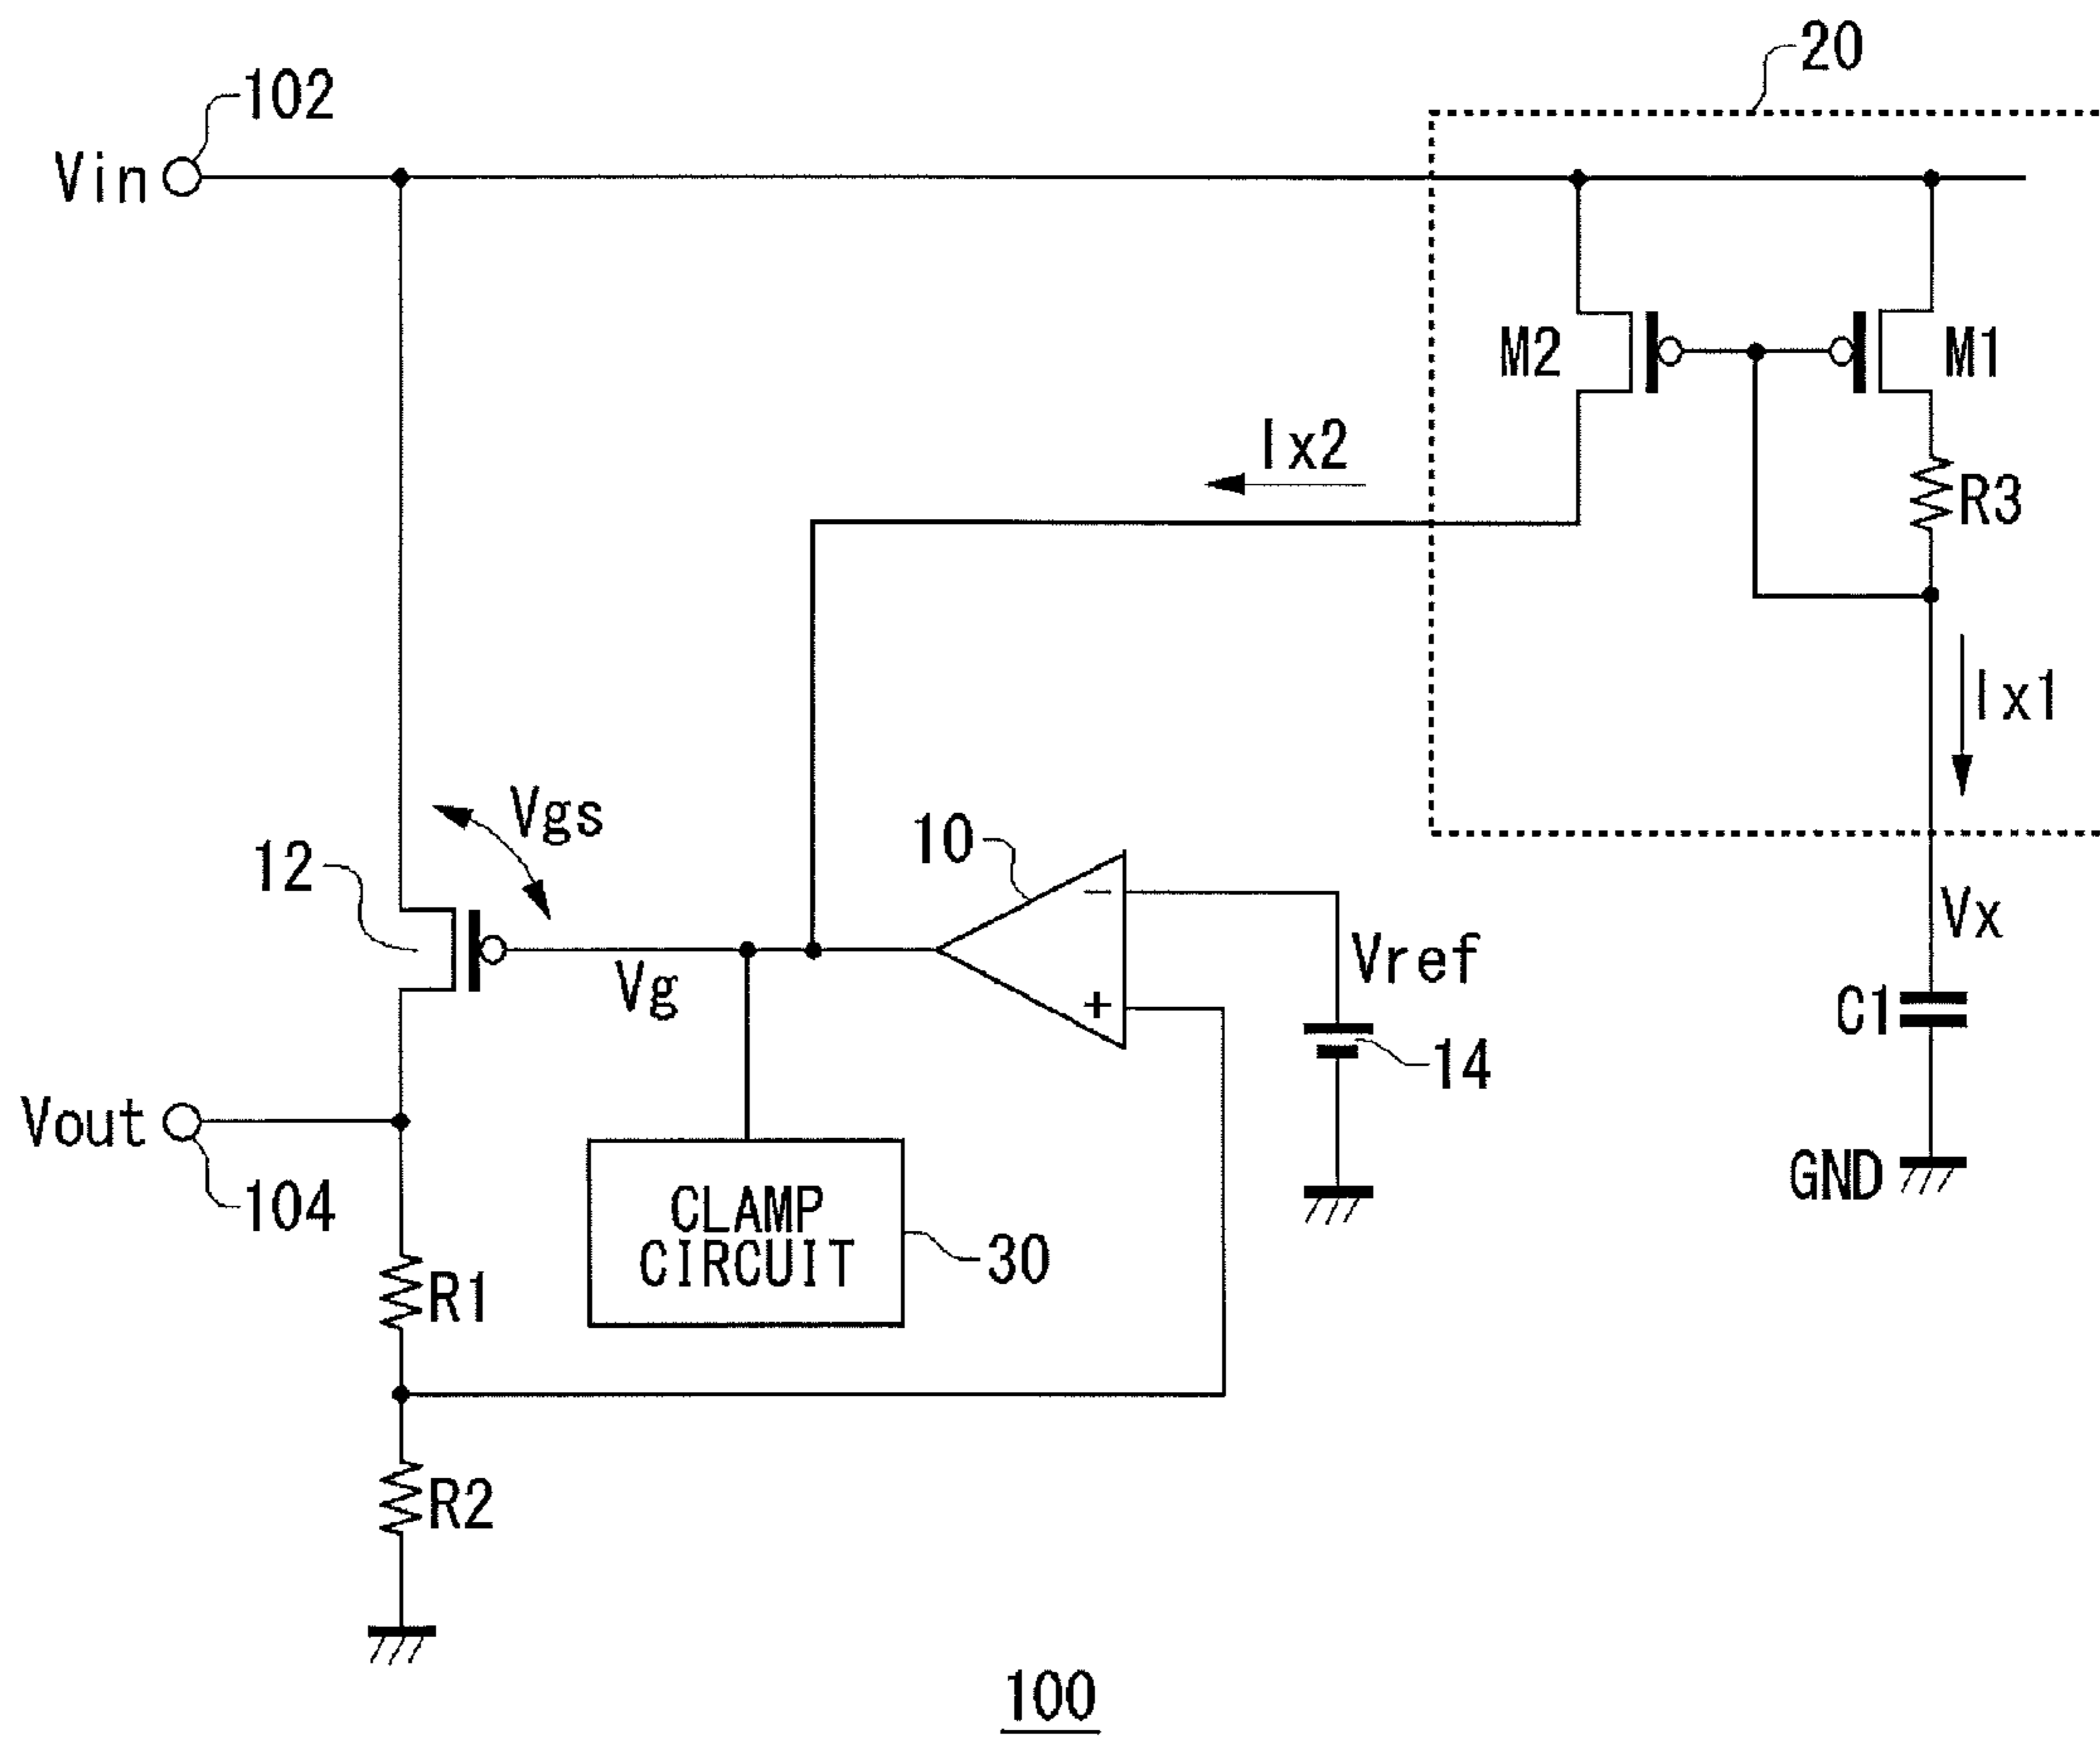 20
102
Vin
M2
M1
Ix2
R3
Ix1
Vgs
10
12
−
Vx
Vref
Vg
+
C1
14
Vout
GND
104
CLAMP
CIRCUIT
30
R1
R2
100